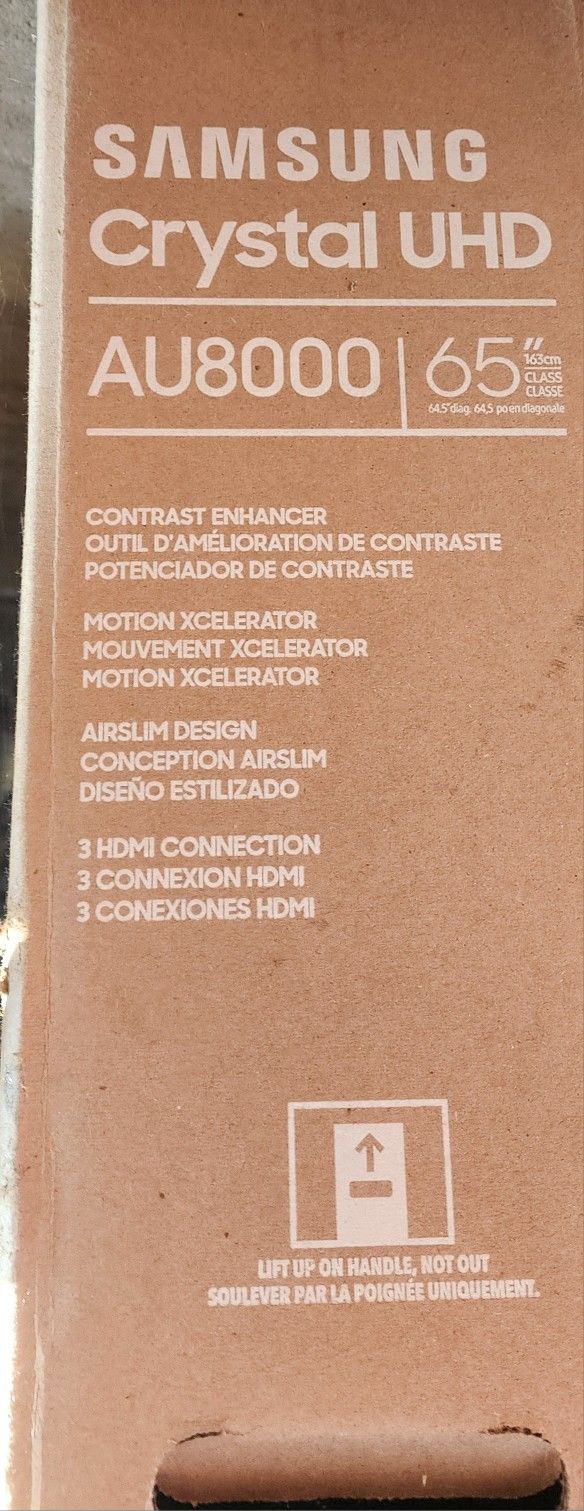 SAMSUNG
Crystal UHD
AU8000
65" 163cm
CLASS
CLASSE
64.5" diag. 64,5 po en diagonale
CONTRAST ENHANCER
OUTIL D'AMÉLIORATION DE CONTRASTE
POTENCIADOR DE CONTRASTE
MOTION XCELERATOR
MOUVEMENT XCELERATOR
MOTION XCELERATOR
AIRSLIM DESIGN
CONCEPTION AIRSLIM
DISEÑO ESTILIZADO
3 HDMI CONNECTION
3 CONNEXION HDMI
3 CONEXIONES HDMI
LIFT UP ON HANDLE, NOT OUT
SOULEVER PAR LA POIGNÉE UNIQUEMENT.